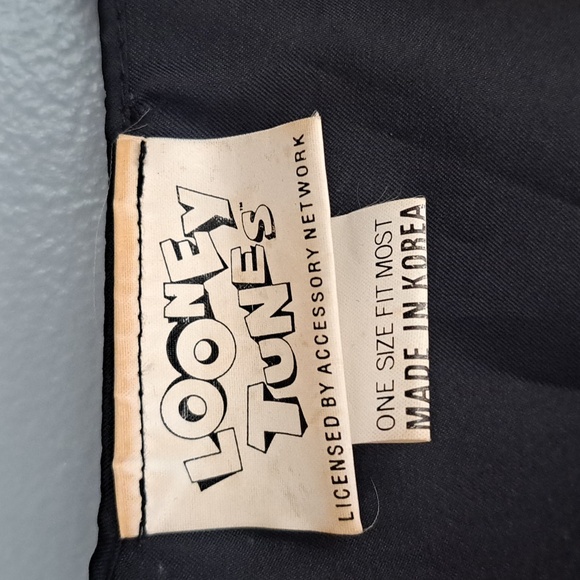 LOONEY
TUNES™
LICENSED BY ACCESSORY NETWORK
ONE SIZE FIT MOST
MADE IN KOREA